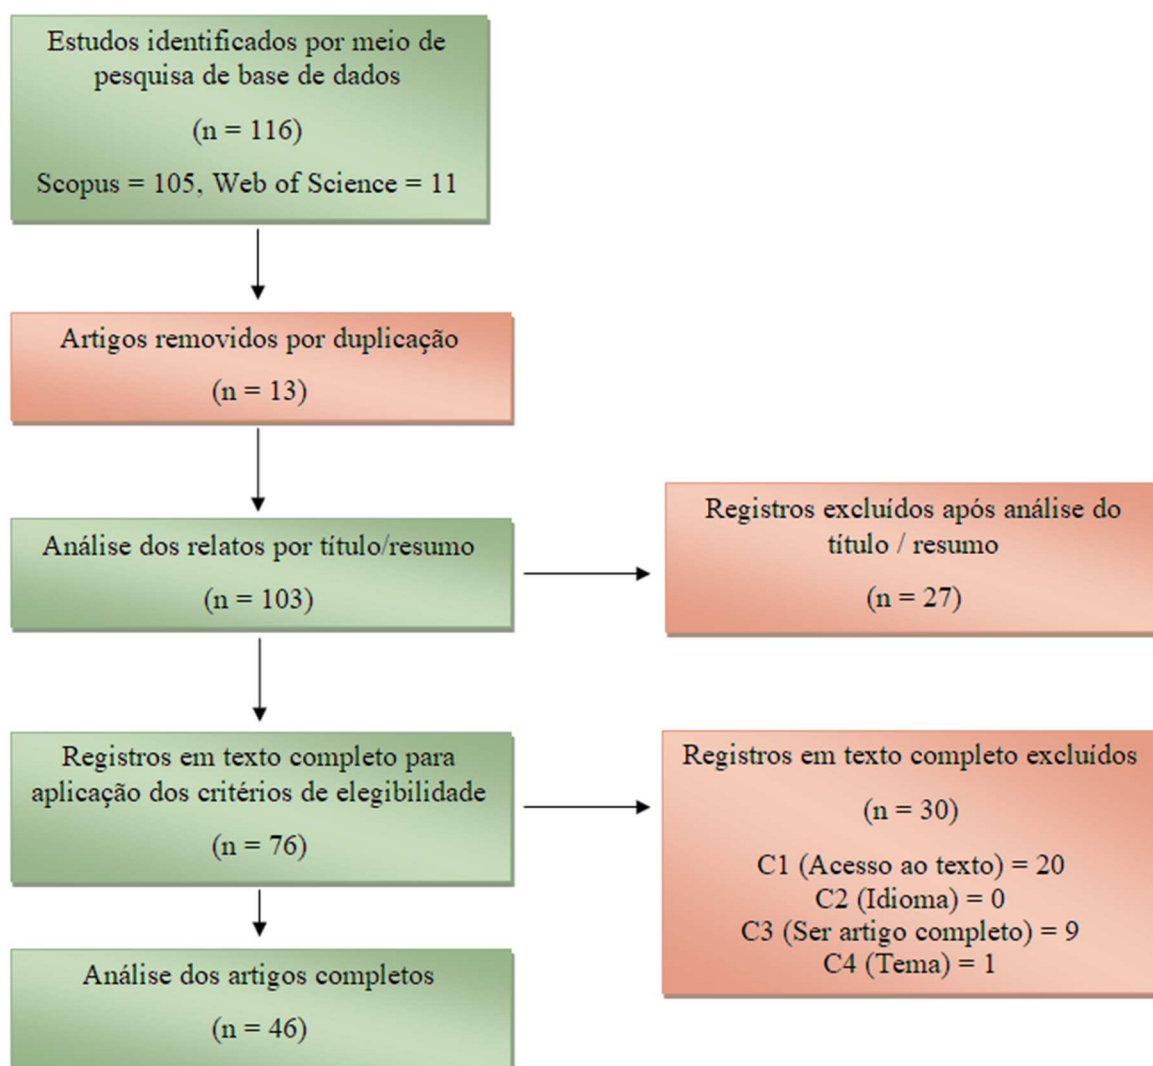 Estudos identificados por meio de
pesquisa de base de dados
(n = 116)
Scopus = 105, Web of Science = 11
Artigos removidos por duplicação
(n = 13)
Análise dos relatos por título/resumo
(n = 103)
Registros excluídos após análise do
título / resumo
(n = 27)
Registros em texto completo para
aplicação dos critérios de elegibilidade
(n = 76)
Registros em texto completo excluídos
(n = 30)
C1 (Acesso ao texto) = 20
C2 (Idioma) = 0
C3 (Ser artigo completo) = 9
C4 (Tema) = 1
Análise dos artigos completos
(n = 46)